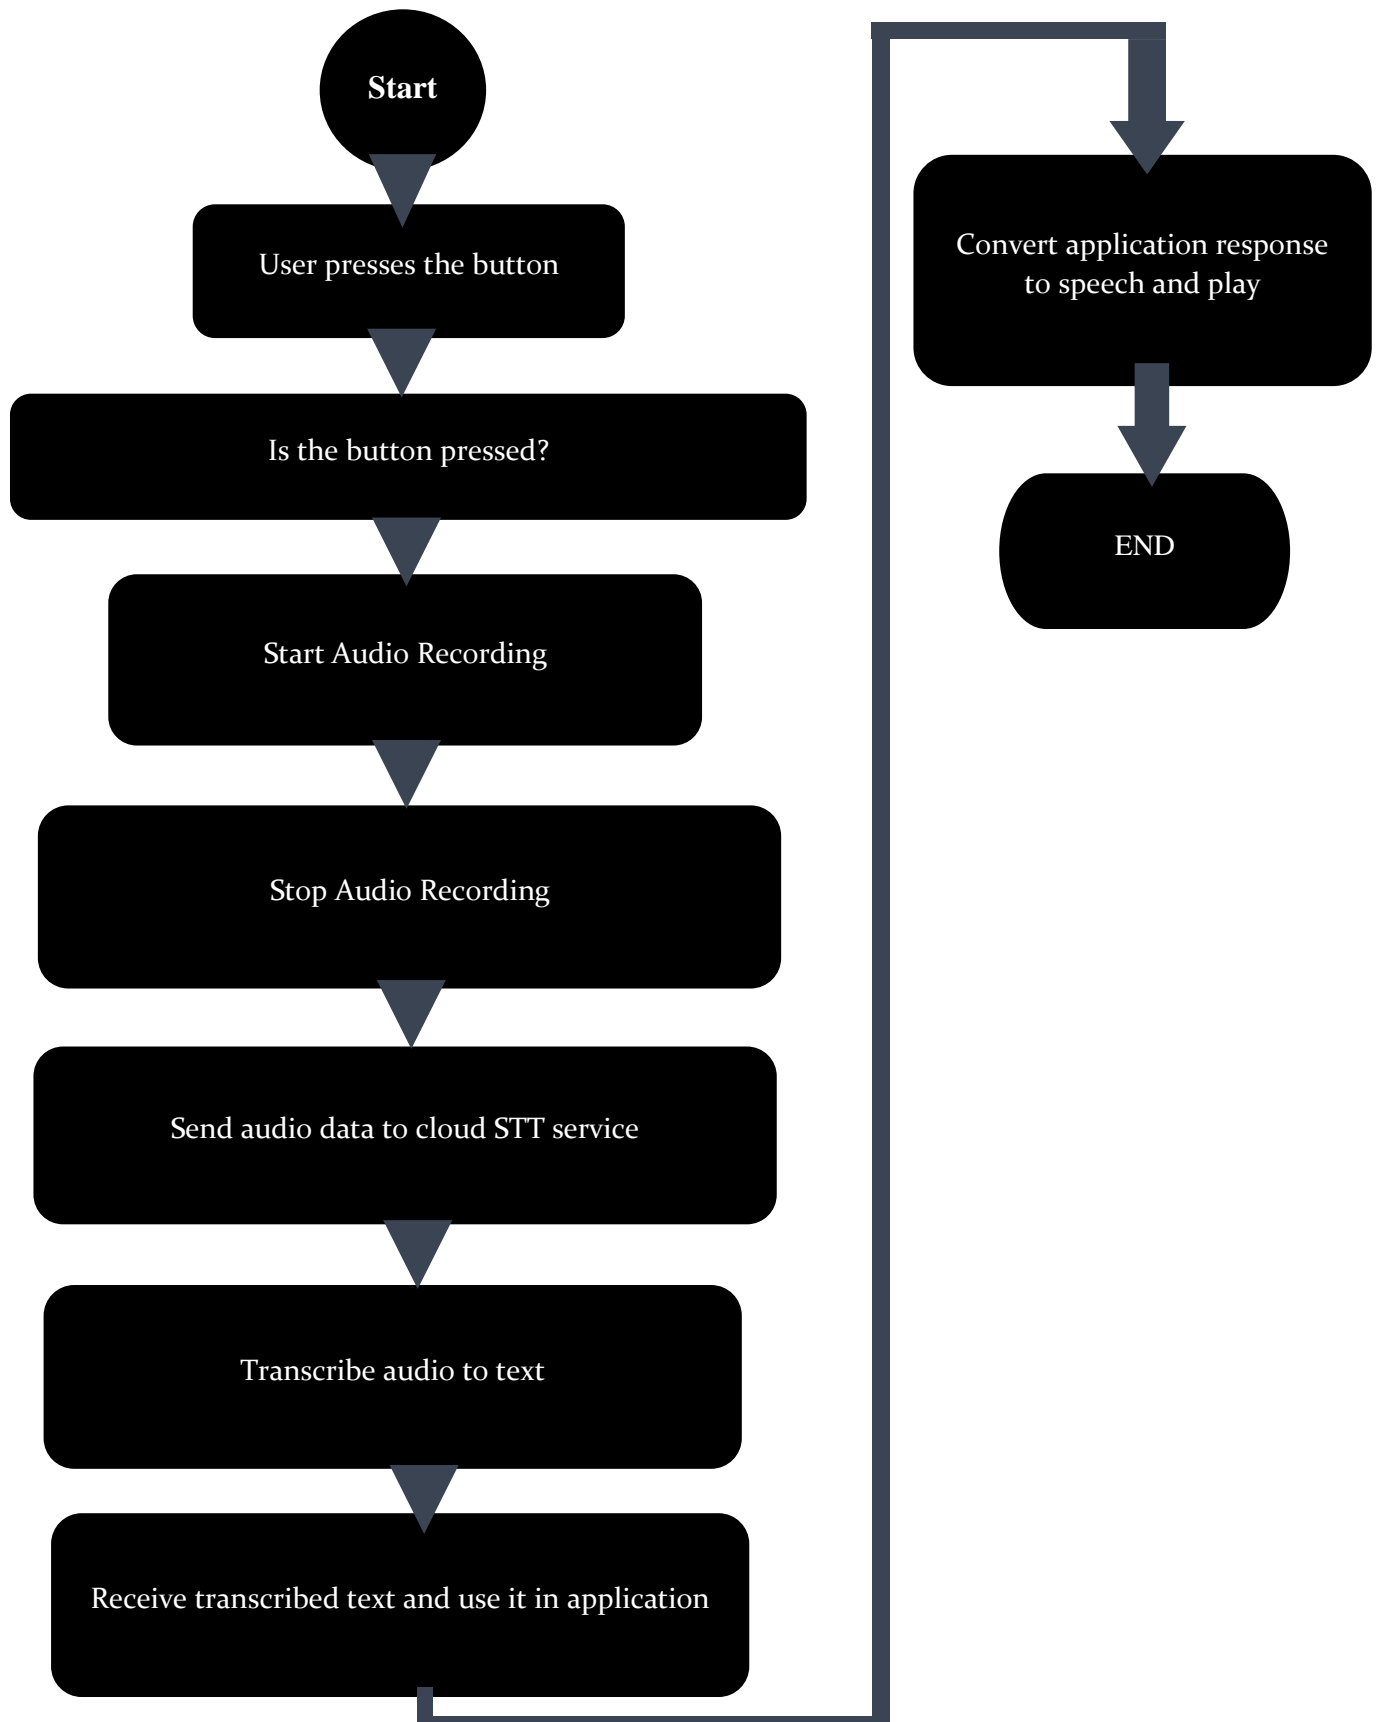 Start
User presses the button
Is the button pressed?
Start Audio Recording
Stop Audio Recording
Send audio data to cloud STT service
Transcribe audio to text
Receive transcribed text and use it in application
Convert application response
to speech and play
END